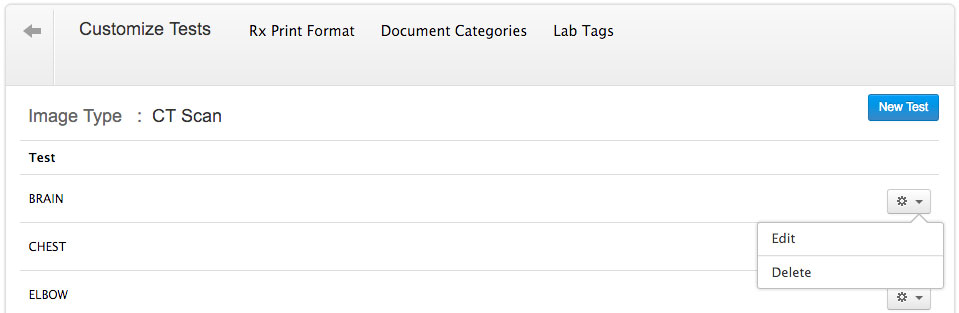 Customize Tests Rx Print Format Document Categories Lab Tags
Image Type : CT Scan New Test
Test
BRAIN
Edit
CHEST
Delete
ELBOW